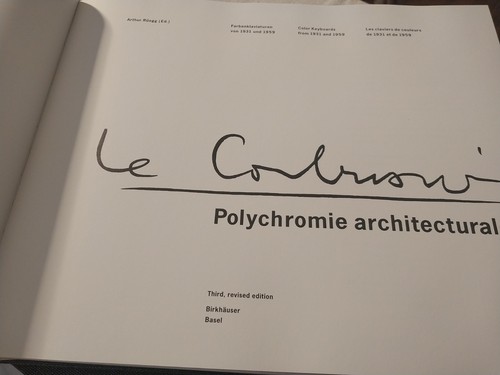 Arthur Rüegg (Ed.)
Farbenklaviaturen
von 1931 und 1959
Color Keyboards
from 1931 und 1959
Les claviers de couleurs
de 1931 et de 1959
Le Corbusi
Polychromie architectural
Third, revised edition
Birkhäuser
Basel